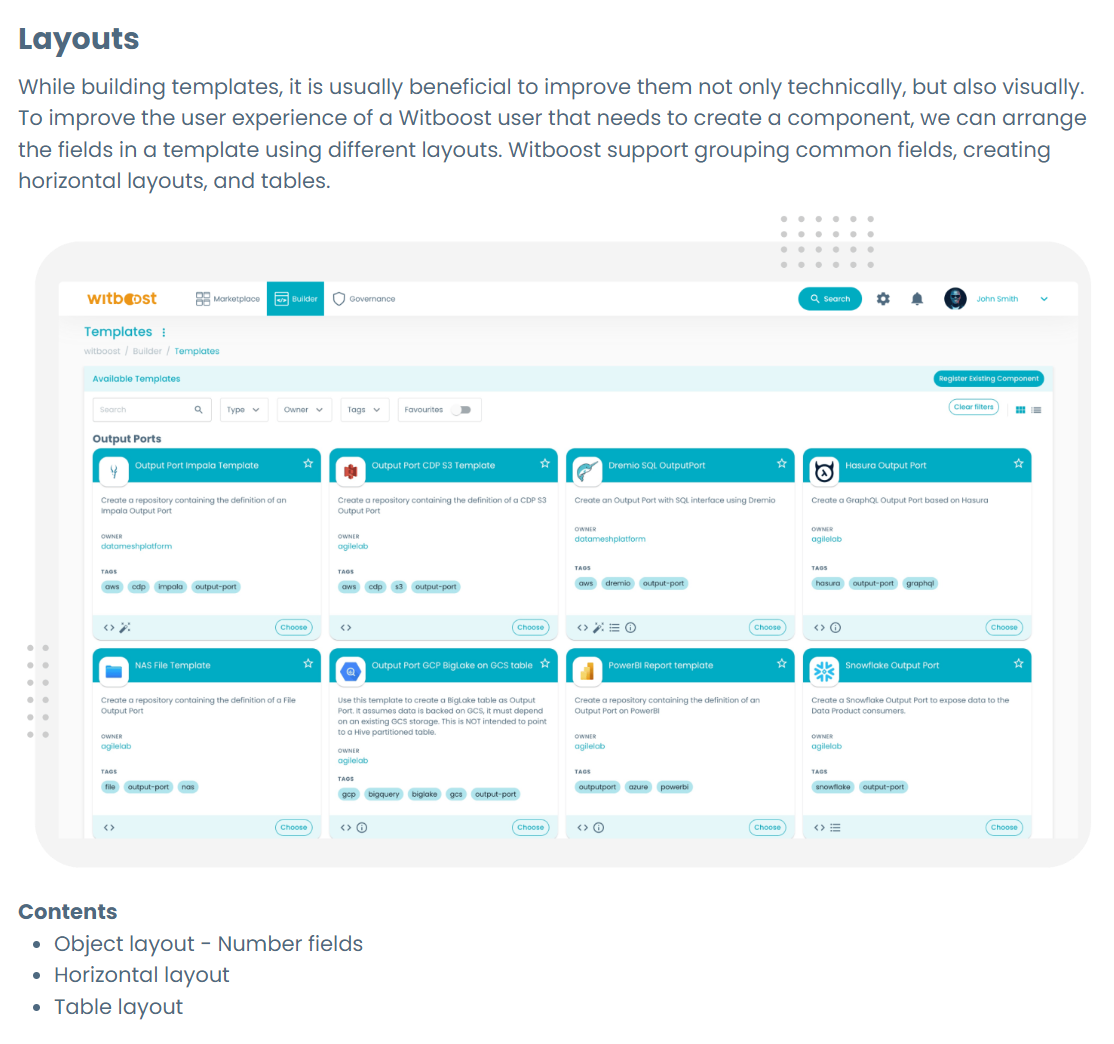 Layouts
While building templates, it is usually beneficial to improve them not only technically, but also visually.
To improve the user experience of a Witboost user that needs to create a component, we can arrange
the fields in a template using different layouts. Witboost support grouping common fields, creating
horizontal layouts, and tables.
witboost Marketplace Builder Governance Search John Smith
Templates
witboost / Builder / Templates
Available Templates Register Existing Component
Search Type Owner Tags Favourites Clear filters
Output Ports
Output Port Impala Template
Create a repository containing the definition of an
Impala Output Port
OWNER
datameshplatform
TAGS
aws cdp impala output-port
Choose
Output Port CDP S3 Template
Create a repository containing the definition of a CDP S3
Output Port
OWNER
agilelab
TAGS
aws cdp s3 output-port
Choose
Dremio SQL OutputPort
Create an Output Port with SQL interface using Dremio
OWNER
datameshplatform
TAGS
aws dremio output-port
Choose
Hasura Output Port
Create a GraphQL Output Port based on Hasura
OWNER
agilelab
TAGS
hasura output-port graphql
Choose
NAS File Template
Create a repository containing the definition of a File
Output Port
OWNER
agilelab
TAGS
file output-port nas
Choose
Output Port GCP BigLake on GCS table
Use this template to create a BigLake table as Output
Port. It assumes data is backed on GCS, it must depend
on an existing GCS storage. This is NOT intended to point
to a Hive partitioned table.
OWNER
agilelab
TAGS
gcp bigquery biglake gcs output-port
Choose
PowerBI Report template
Create a repository containing the definition of an
Output Port on PowerBI
OWNER
agilelab
TAGS
outputport azure powerbi
Choose
Snowflake Output Port
Create a Snowflake Output Port to expose data to the
Data Product consumers.
OWNER
agilelab
TAGS
snowflake output-port
Choose
Contents
• Object layout - Number fields
• Horizontal layout
• Table layout